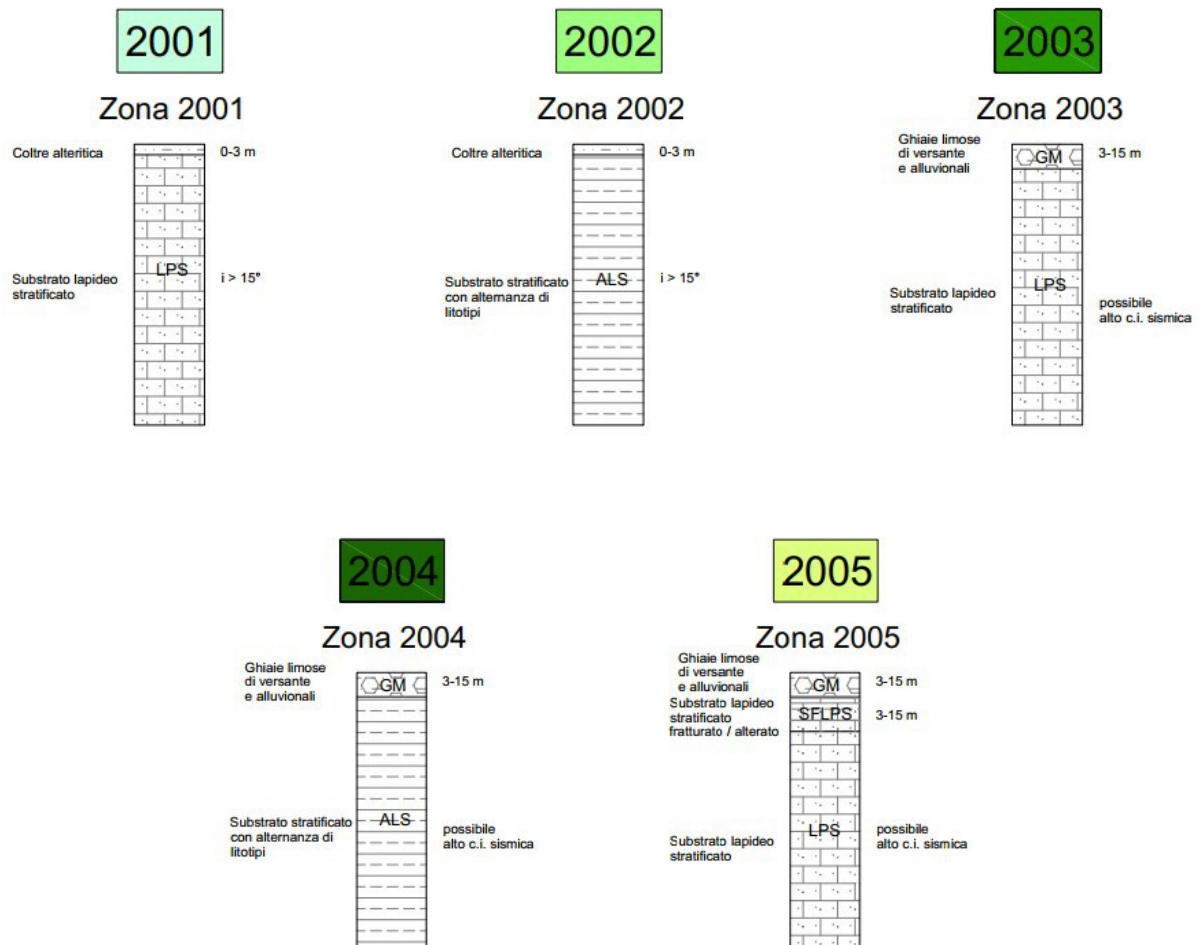 2001
Zona 2001
Coltre alteritica
0-3 m
LPS
Substrato lapideo
stratificato
i > 15°
2002
Zona 2002
Coltre alteritica
0-3 m
ALS
Substrato stratificato
con alternanza di
litotipi
i > 15°
2003
Zona 2003
Ghiaie limose
di versante
e alluvionali
GM
3-15 m
LPS
Substrato lapideo
stratificato
possibile
alto c.i. sismica
2004
Zona 2004
Ghiaie limose
di versante
e alluvionali
GM
3-15 m
ALS
Substrato stratificato
con alternanza di
litotipi
possibile
alto c.i. sismica
2005
Zona 2005
Ghiaie limose
di versante
e alluvionali
GM
3-15 m
Substrato lapideo
stratificato
fratturato / alterato
SFLPS
3-15 m
LPS
Substrato lapideo
stratificato
possibile
alto c.i. sismica